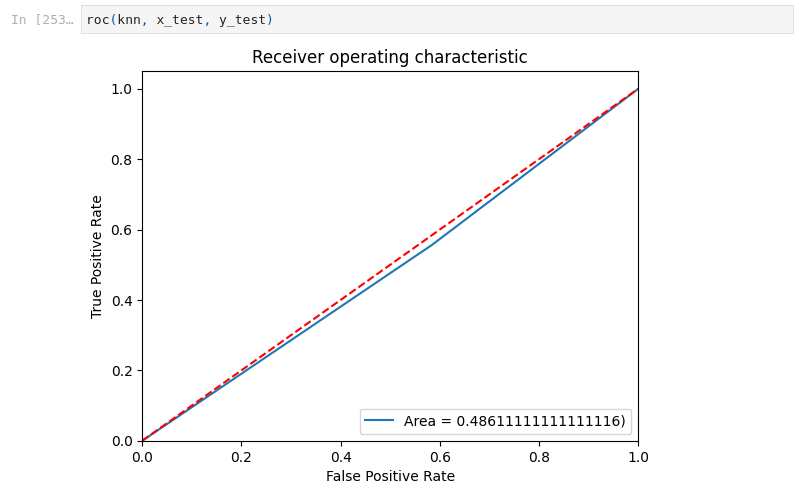 In [253…
roc(knn, x_test, y_test)
Receiver operating characteristic
1.0
0.8
0.6
0.4
0.2
0.0
True Positive Rate
Area = 0.48611111111111116)
0.0 0.2 0.4 0.6 0.8 1.0
False Positive Rate